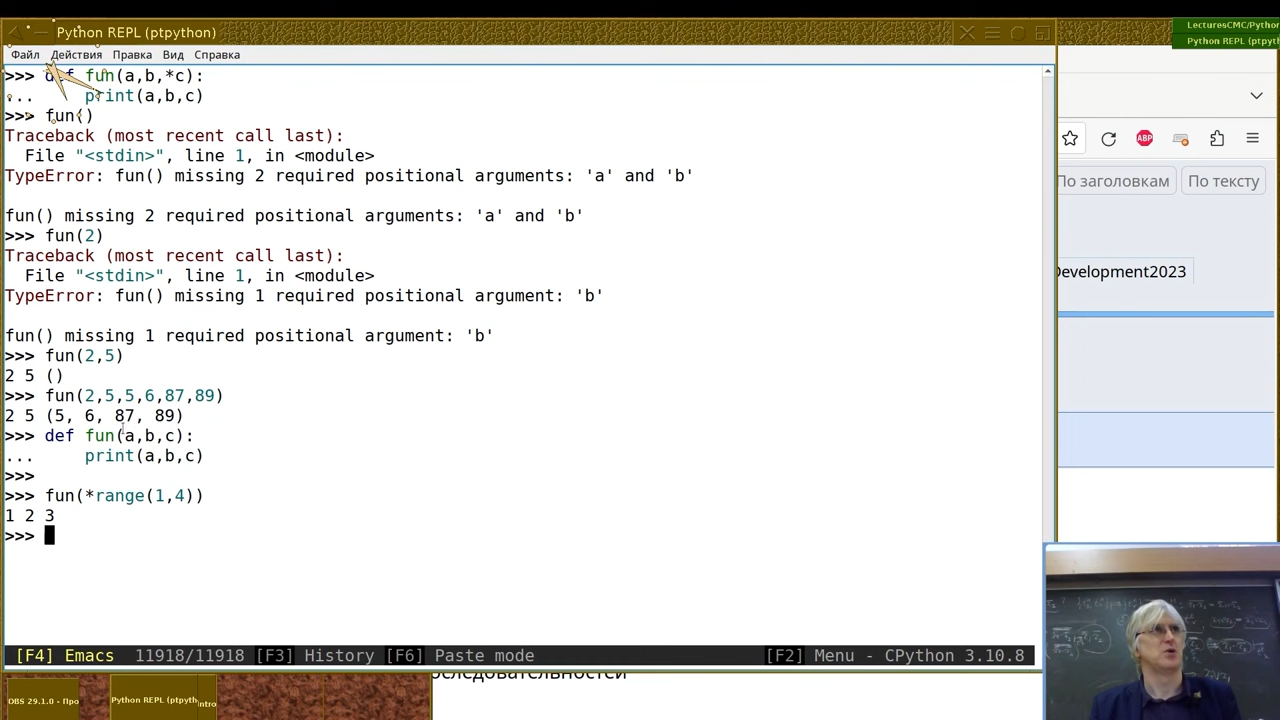 Python REPL (ptpython)
LecturesCMC/Python
Python REPL (ptpython
Файл Действия Правка Вид Справка
>>> def fun(a,b,*c):
... print(a,b,c)
>>> fun()
Traceback (most recent call last):
File "<stdin>", line 1, in <module>
TypeError: fun() missing 2 required positional arguments: 'a' and 'b'
fun() missing 2 required positional arguments: 'a' and 'b'
>>> fun(2)
Traceback (most recent call last):
File "<stdin>", line 1, in <module>
TypeError: fun() missing 1 required positional argument: 'b'
fun() missing 1 required positional argument: 'b'
>>> fun(2,5)
2 5 ()
>>> fun(2,5,5,6,87,89)
2 5 (5, 6, 87, 89)
>>> def fun(a,b,c):
... print(a,b,c)
>>>
>>> fun(*range(1,4))
1 2 3
>>>
[F4] Emacs 11918/11918 [F3] History [F6] Paste mode [F2] Menu - CPython 3.10.8
ABP
По заголовкам По тексту
Development2023
оследовательностей
OBS 29.1.0 - Про
Python REPL (ptpyth
Intro